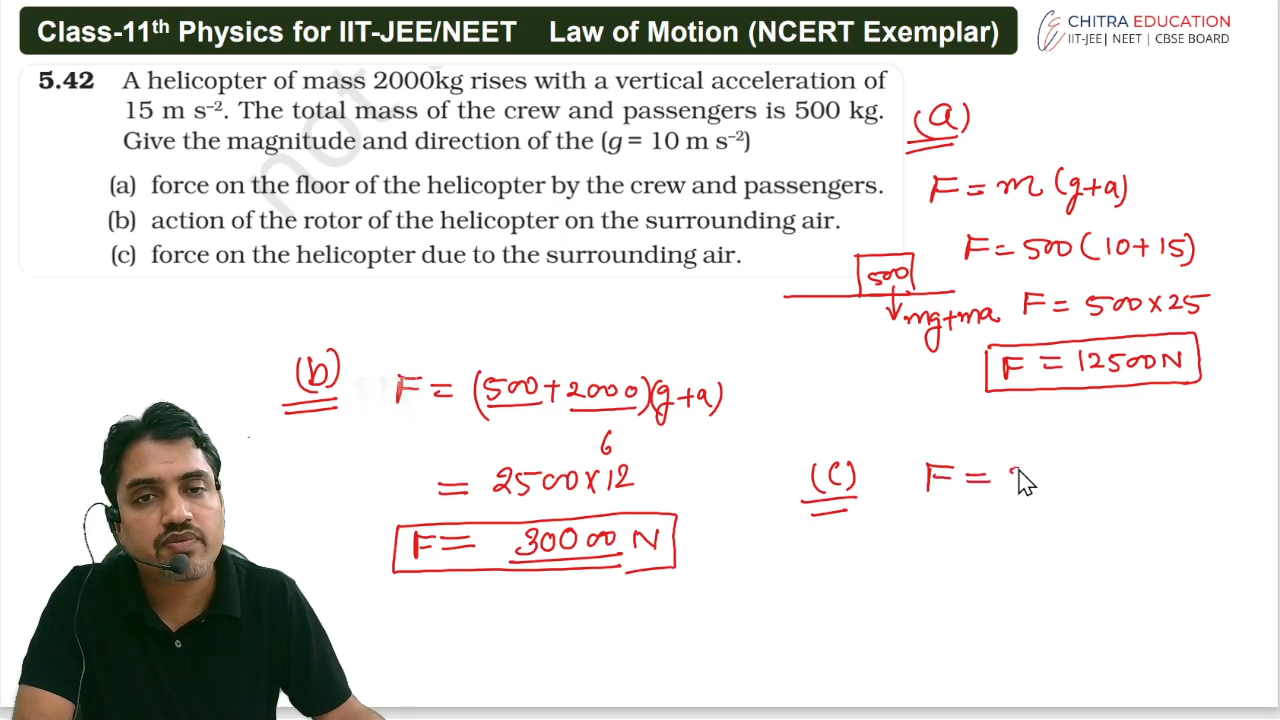 Class-11th Physics for IIT-JEE/NEET Law of Motion (NCERT Exemplar)
CHITRA EDUCATION
IIT-JEE| NEET | CBSE BOARD
5.42 A helicopter of mass 2000kg rises with a vertical acceleration of
15 m s⁻². The total mass of the crew and passengers is 500 kg.
Give the magnitude and direction of the (g = 10 m s⁻²)
(a) force on the floor of the helicopter by the crew and passengers.
(b) action of the rotor of the helicopter on the surrounding air.
(c) force on the helicopter due to the surrounding air.
not
(a)
F = m (g+a)
F = 500 (10+15)
500
mg+ma
F = 500×25
F = 12500N
(b) F = (500+2000)(g+a)
6
= 2500×12
F = 30000 N
(c) F =